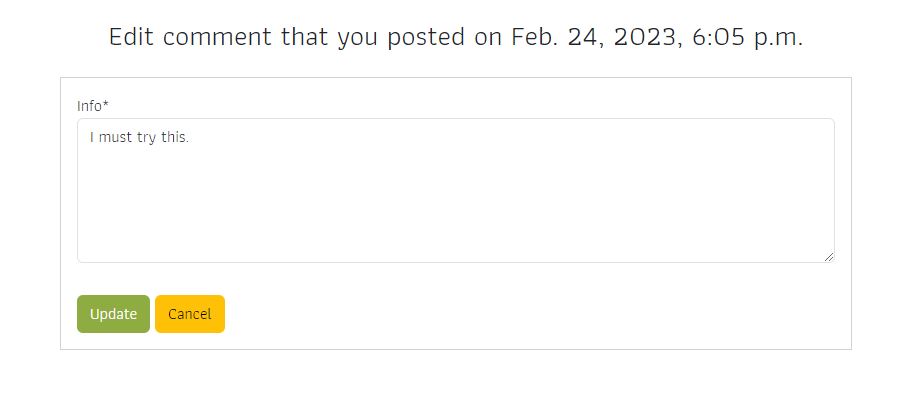 Edit comment that you posted on Feb. 24, 2023, 6:05 p.m.
Info*
I must try this.
Update Cancel